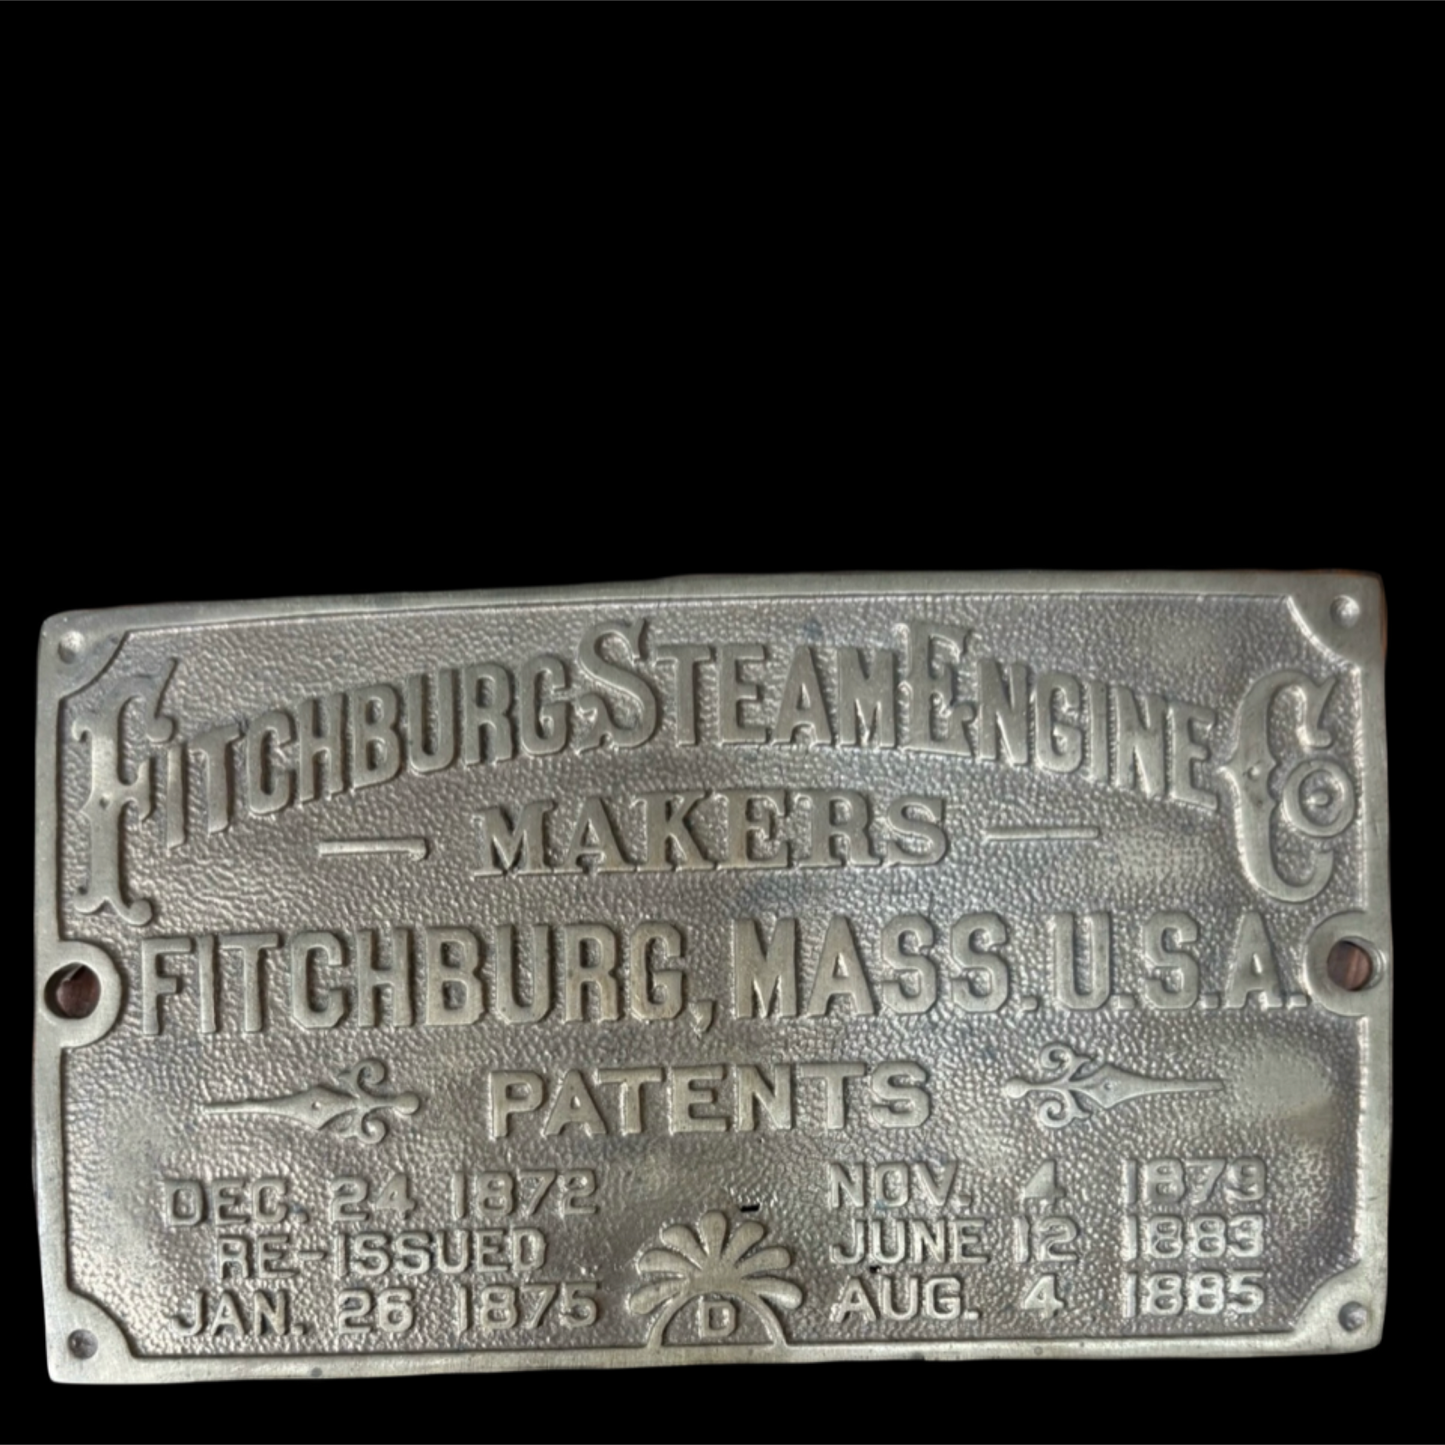 FITCHBURG STEAM ENGINE Co
— MAKERS —
FITCHBURG, MASS. U.S.A.
PATENTS
DEC. 24 1872
RE-ISSUED
JAN. 26 1875
NOV. 4 1879
JUNE 12 1883
AUG. 4 1885
D